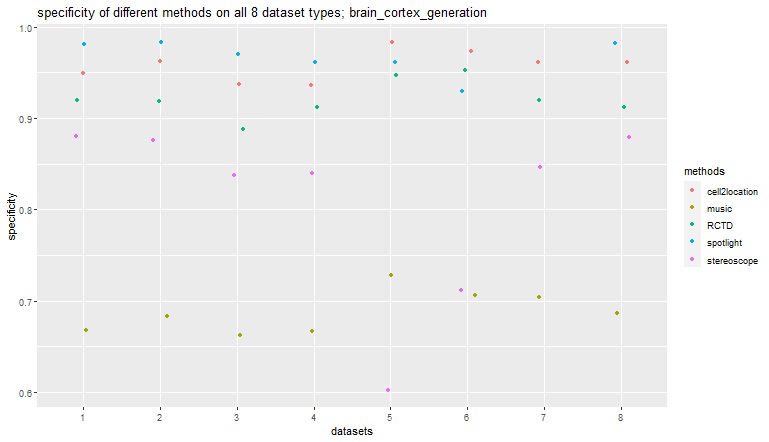 specificity of different methods on all 8 dataset types; brain_cortex_generation
1.0
0.9
0.8
0.7
0.6
specificity
1 2 3 4 5 6 7 8
datasets
methods
cell2location
music
RCTD
spotlight
stereoscope